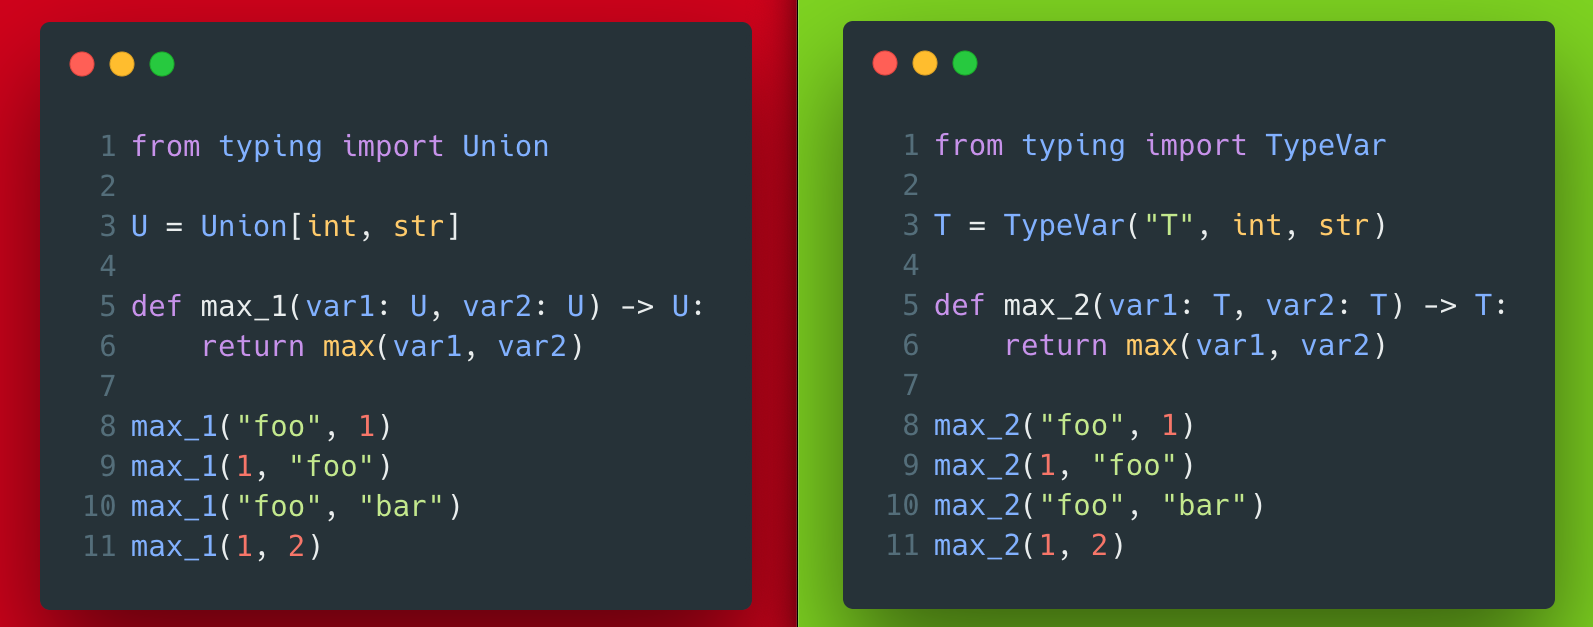 1 from typing import Union
2
3 U = Union[int, str]
4
5 def max_1(var1: U, var2: U) -> U:
6     return max(var1, var2)
7
8 max_1("foo", 1)
9 max_1(1, "foo")
10 max_1("foo", "bar")
11 max_1(1, 2)
1 from typing import TypeVar
2
3 T = TypeVar("T", int, str)
4
5 def max_2(var1: T, var2: T) -> T:
6     return max(var1, var2)
7
8 max_2("foo", 1)
9 max_2(1, "foo")
10 max_2("foo", "bar")
11 max_2(1, 2)